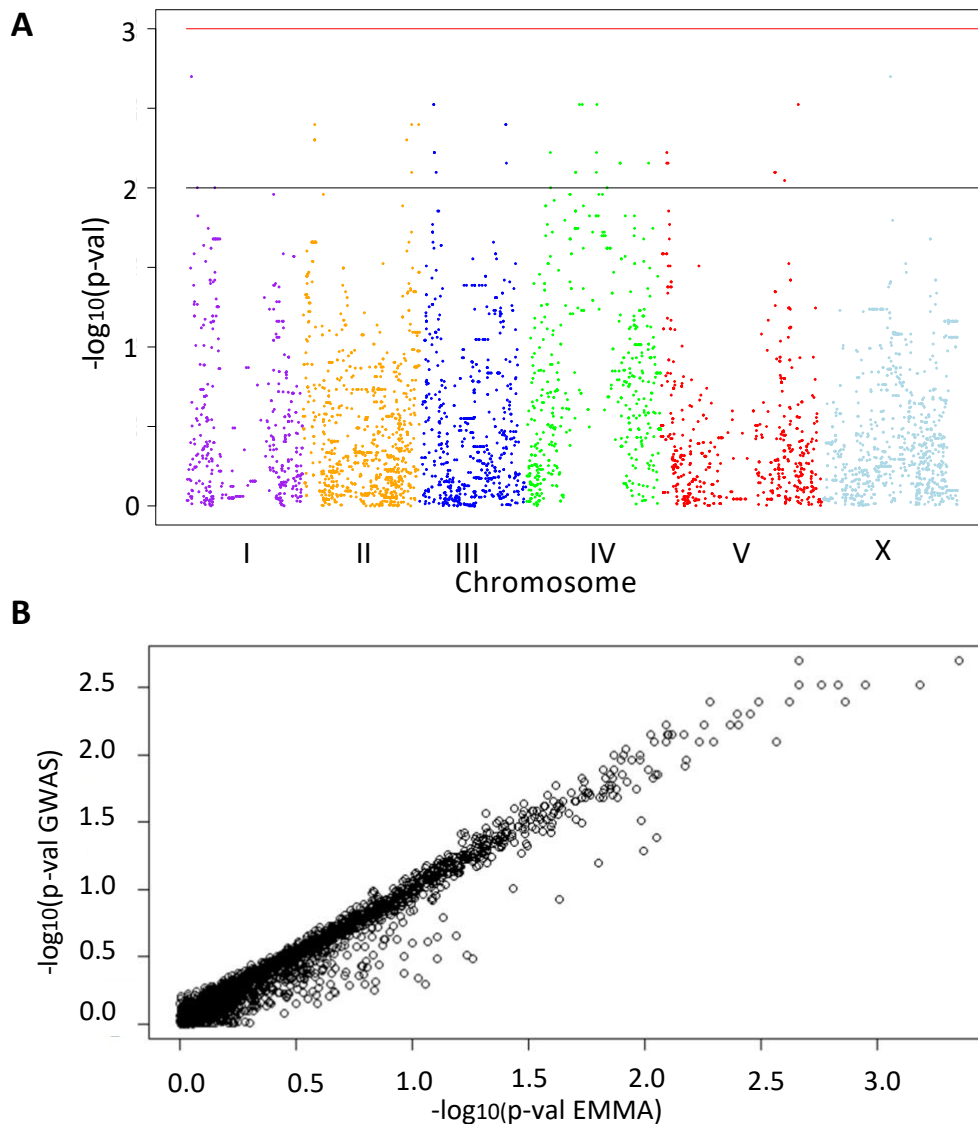 A
3
2
1
0
-log10(p-val)
I II III IV V X
Chromosome
B
2.5
2.0
1.5
1.0
0.5
0.0
-log10(p-val GWAS)
0.0 0.5 1.0 1.5 2.0 2.5 3.0
-log10(p-val EMMA)